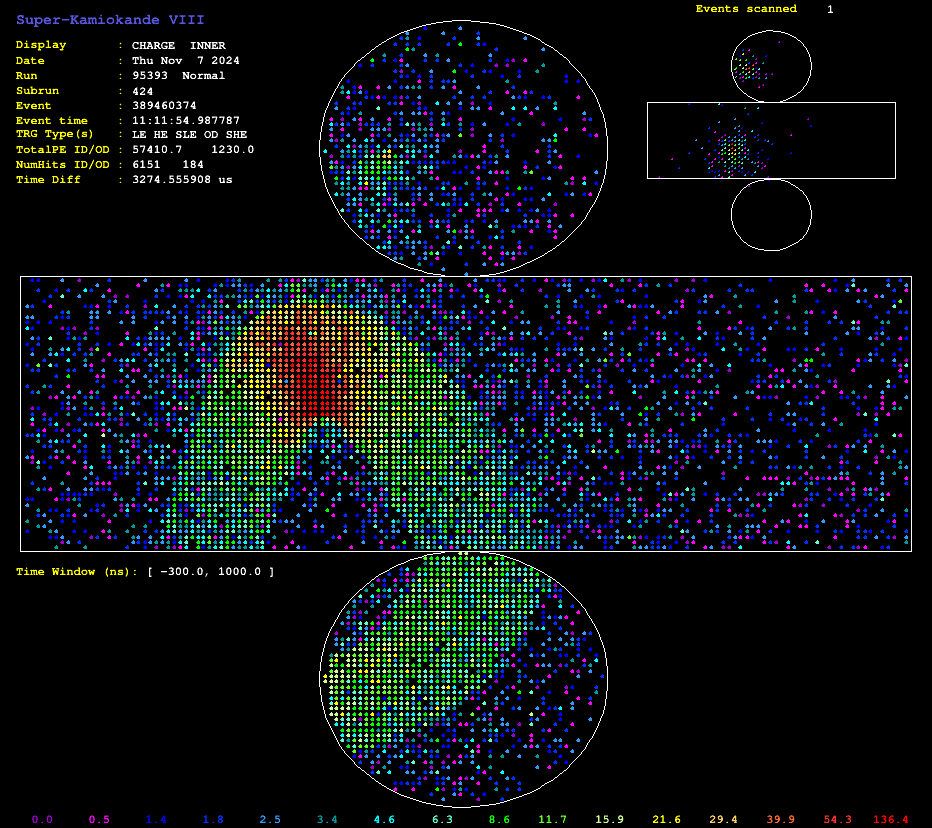 Super-Kamiokande VIII
Display : CHARGE INNER
Date : Thu Nov 7 2024
Run : 95393 Normal
Subrun : 424
Event : 389460374
Event time : 11:11:54.987787
TRG Type(s) : LE HE SLE OD SHE
TotalPE ID/OD : 57410.7 1230.0
NumHits ID/OD : 6151 184
Time Diff : 3274.555908 us
Events scanned 1
Time Window (ns): [ -300.0, 1000.0 ]
0.0 0.5 1.4 1.8 2.5 3.4 4.6 6.3 8.6 11.7 15.9 21.6 29.4 39.9 54.3 136.4